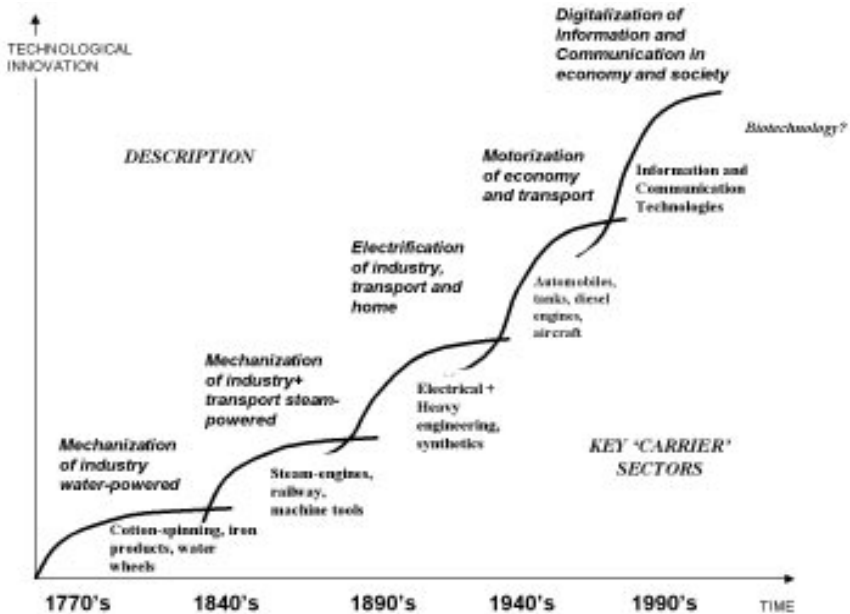 Digitalization of
Information and
Communication in
economy and society
TECHNOLOGICAL
INNOVATION
Biotechnology?
DESCRIPTION
Motorization
of economy
and transport
Information and
Communication
Technologies
Electrification
of industry,
transport and
home
Automobiles,
tanks, diesel
engines,
aircraft
Mechanization
of industry+
transport steam-
powered
Electrical +
Heavy
engineering,
synthetics
KEY ‘CARRIER’
SECTORS
Mechanization
of industry
water-powered
Steam-engines,
railway,
machine tools
Cotton-spinning, iron
products, water
wheels
1770's 1840's 1890's 1940's 1990's TIME